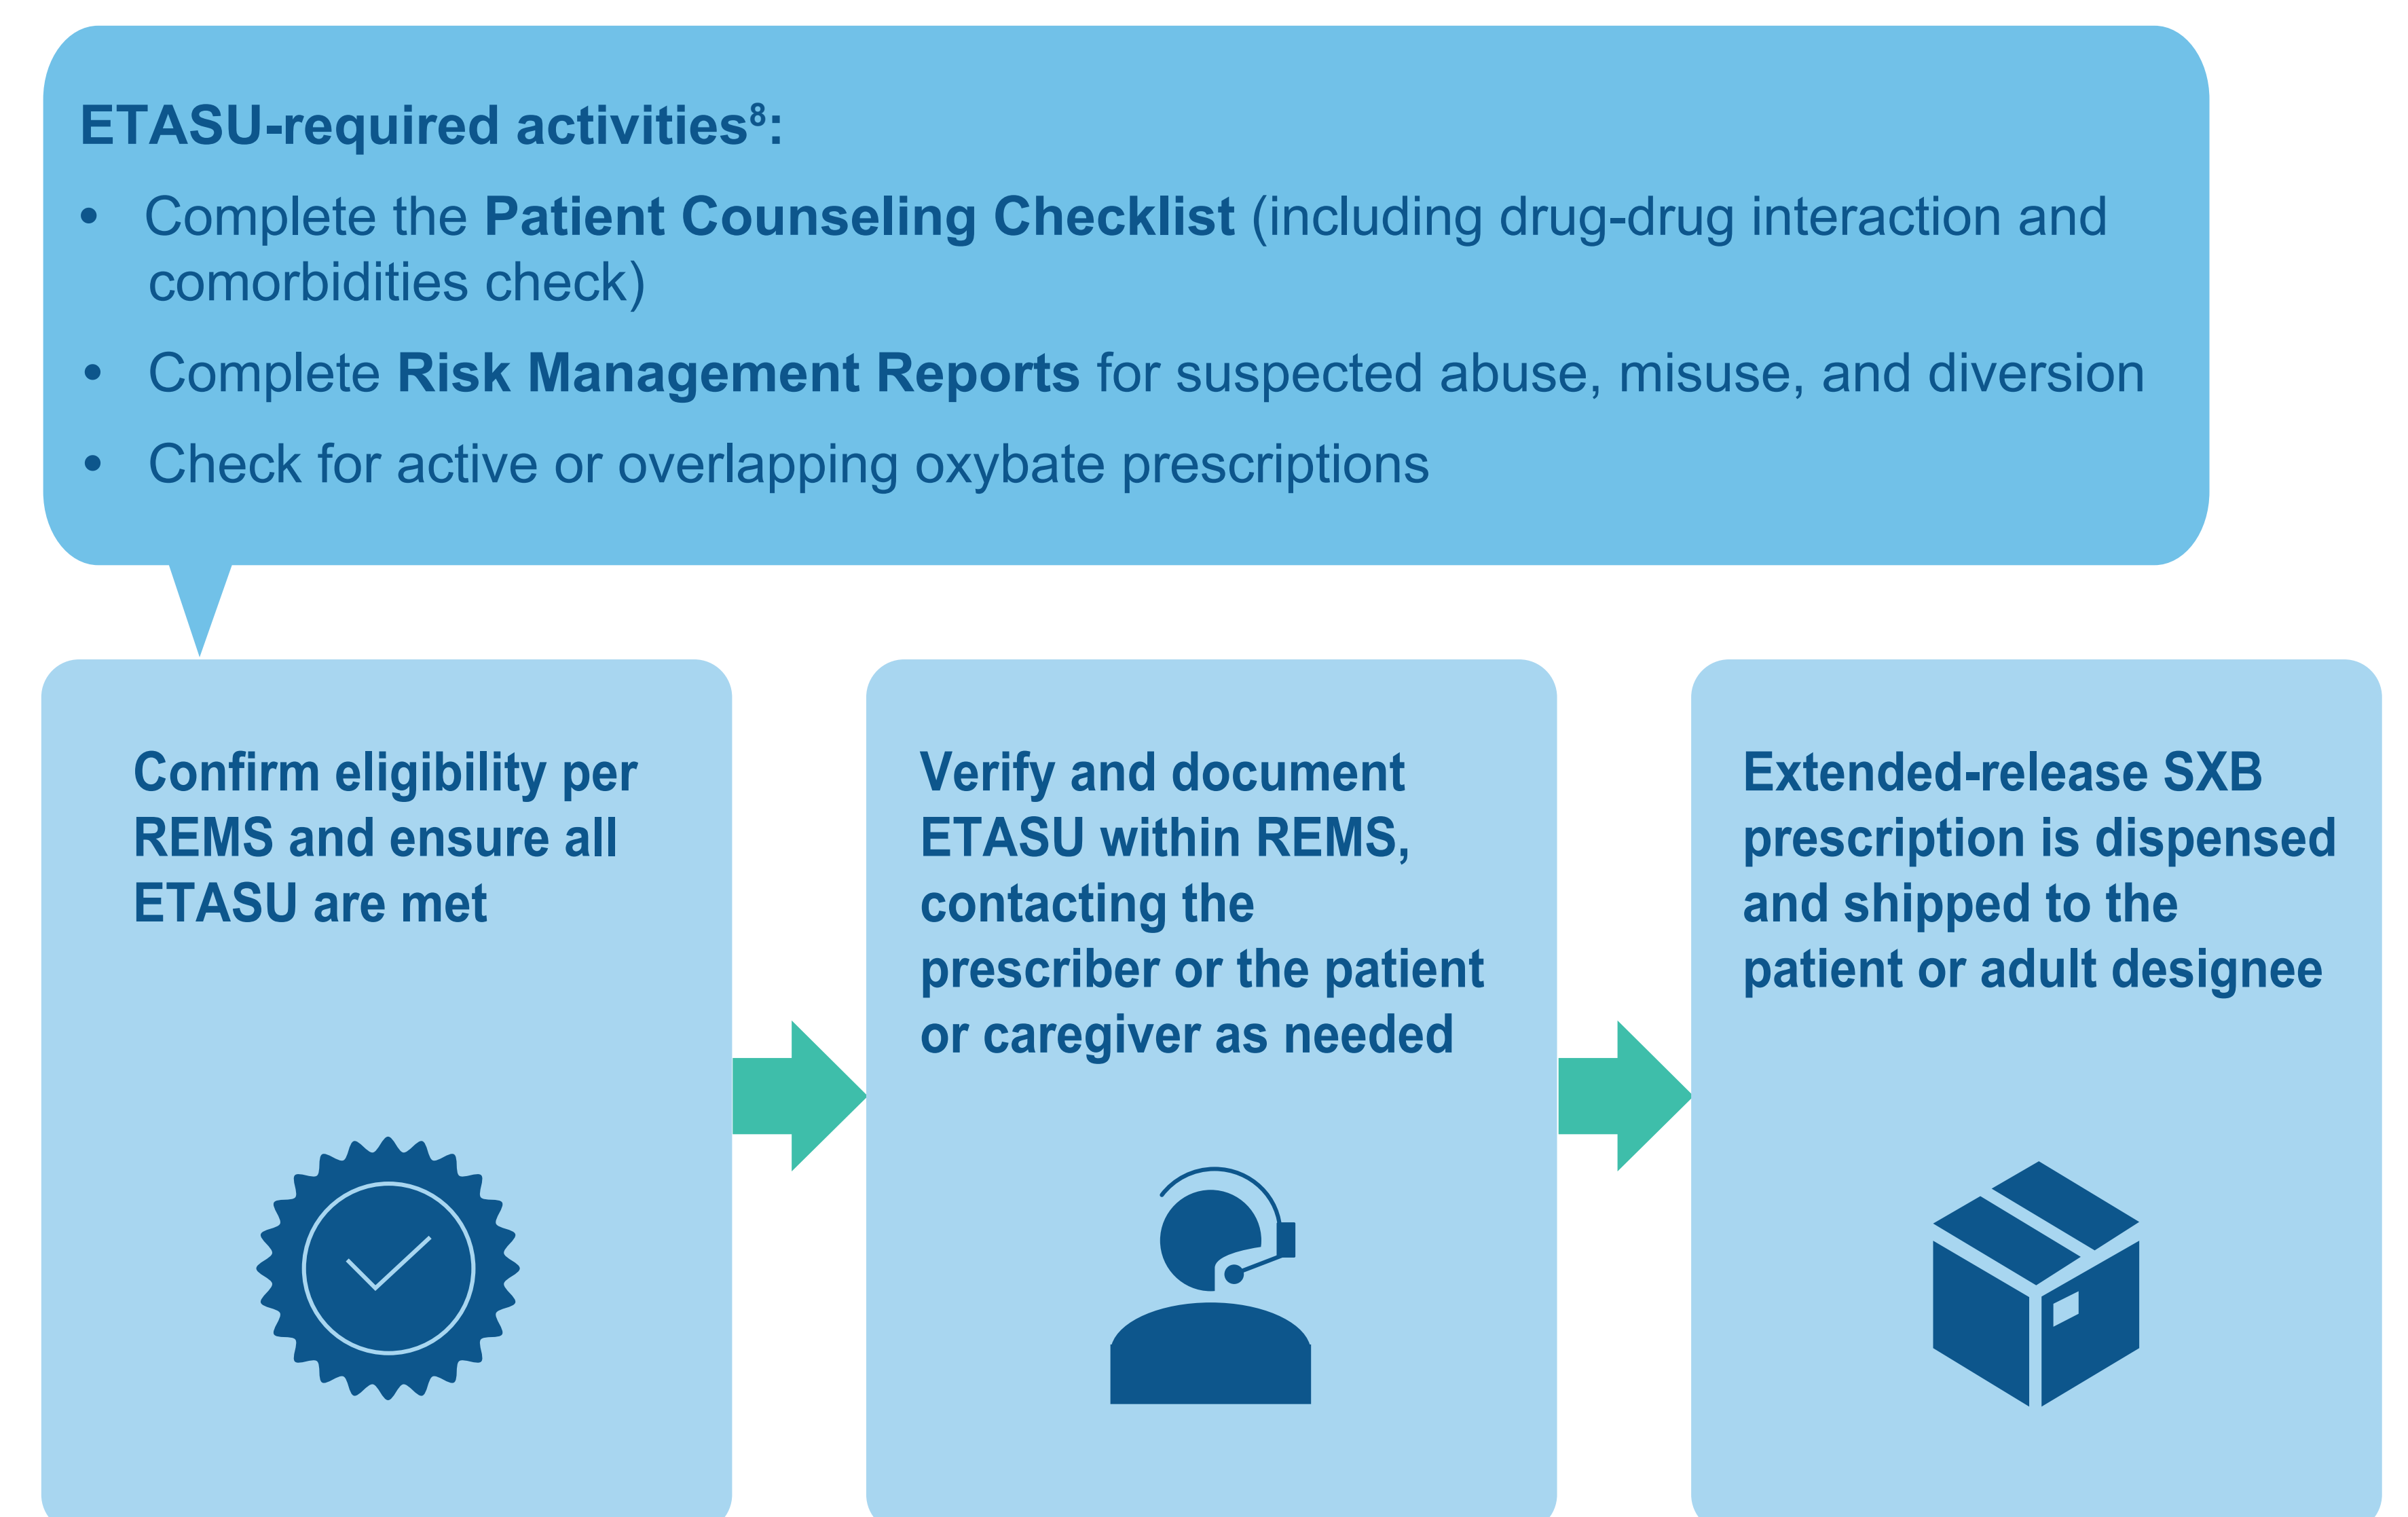 ETASU-required activities⁸:
• Complete the Patient Counseling Checklist (including drug-drug interaction and
comorbidities check)
• Complete Risk Management Reports for suspected abuse, misuse, and diversion
• Check for active or overlapping oxybate prescriptions
Confirm eligibility per
REMS and ensure all
ETASU are met
Verify and document
ETASU within REMS,
contacting the
prescriber or the patient
or caregiver as needed
Extended-release SXB
prescription is dispensed
and shipped to the
patient or adult designee